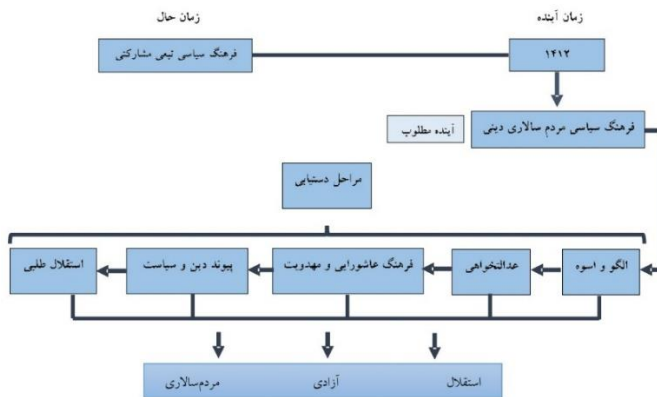 زمان آینده
زمان حال
۱۴۱۲
فرهنگ سیاسی تبعی مشارکتی
فرهنگ سیاسی مردم سالاری دینی
آینده مطلوب
مراحل دستیابی
الگو و اسوه
عدالتخواهی
فرهنگ عاشورایی و مهدویت
پیوند دین و سیاست
استقلال طلبی
استقلال
آزادی
مردم‌سالاری